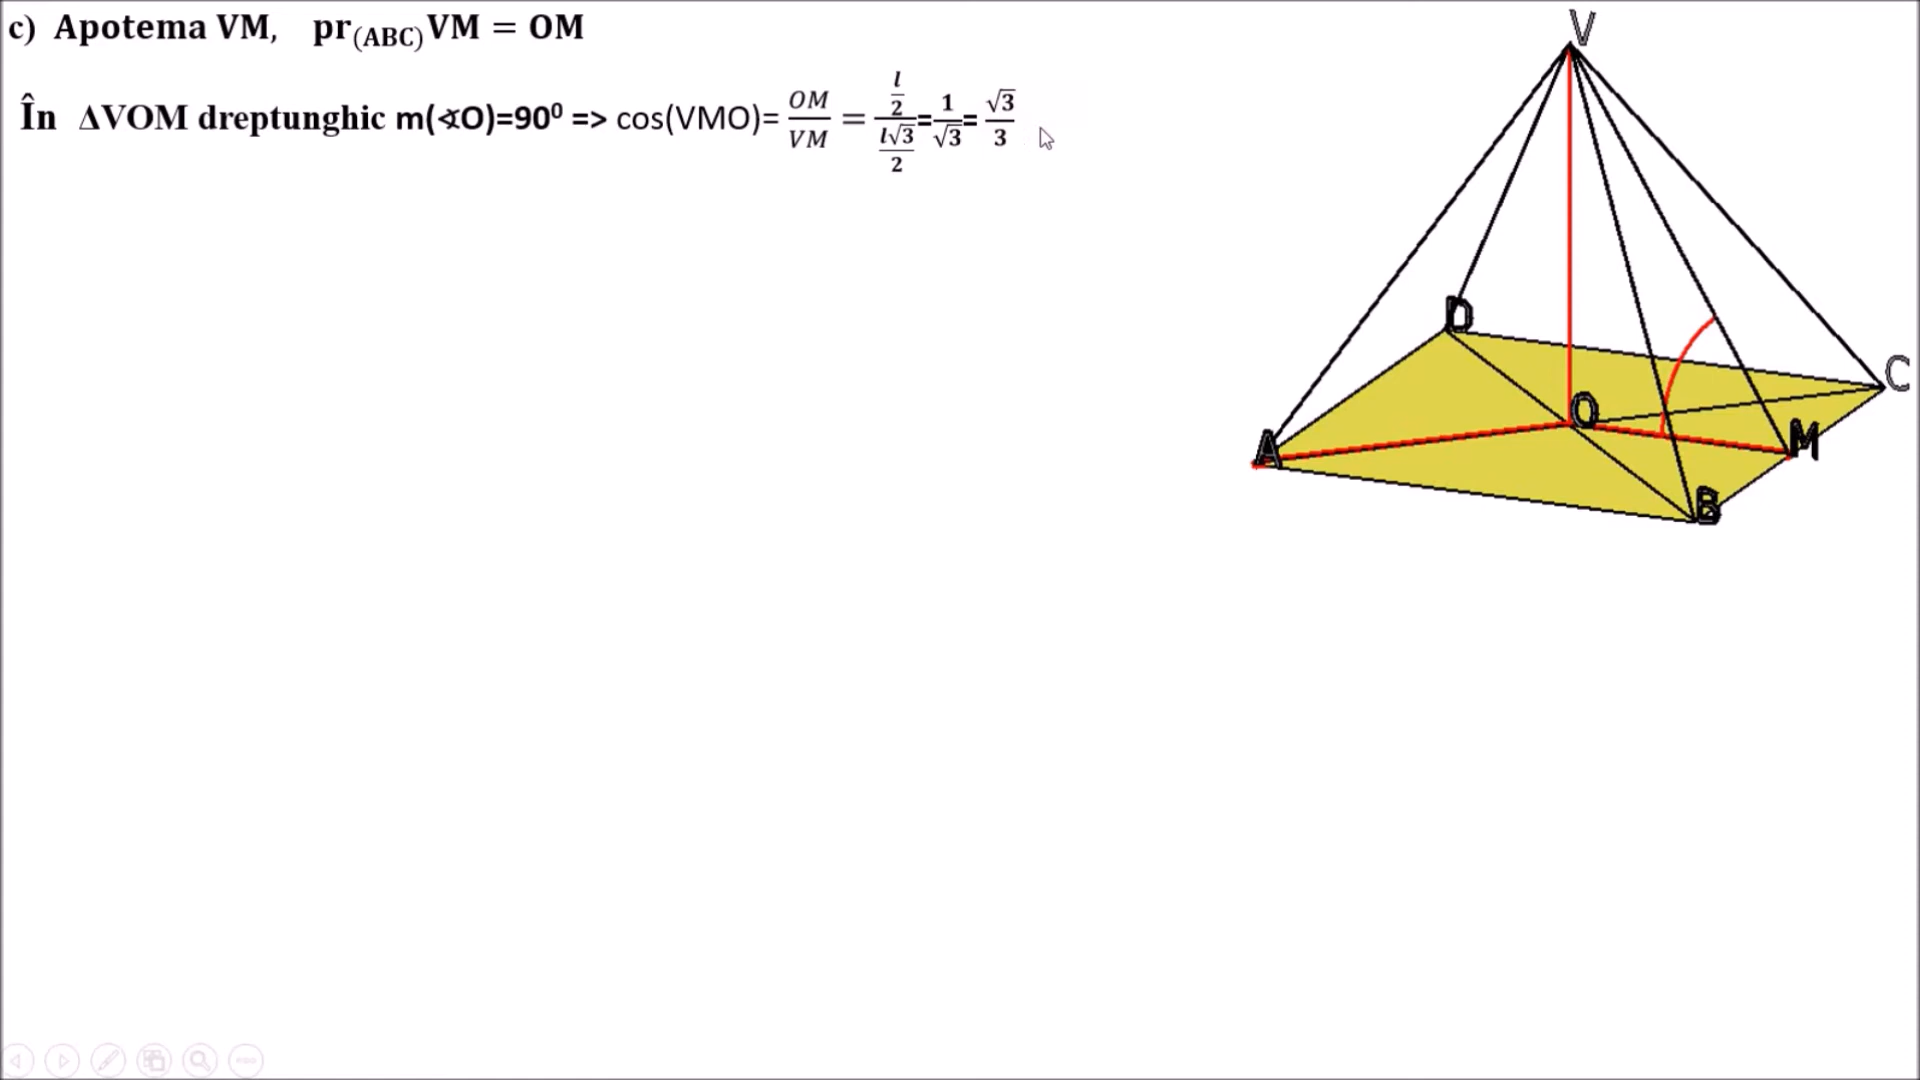 c) Apotema VM, pr(ABC)VM = OM
În ΔVOM dreptunghic m(∢O)=90⁰ => cos(VMO)= OM/VM = (l/2)/(l√3/2)=1/√3=√3/3
V
D
C
O
A
M
B